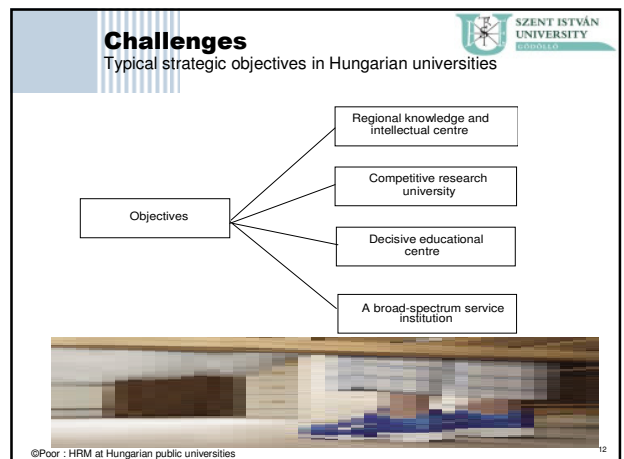 Challenges
Typical strategic objectives in Hungarian universities
SZENT ISTVÁN
UNIVERSITY
GÖDÖLLŐ
Regional knowledge and
intellectual centre
Competitive research
university
Objectives
Decisive educational
centre
A broad-spectrum service
institution
©Poor : HRM at Hungarian public universities
12